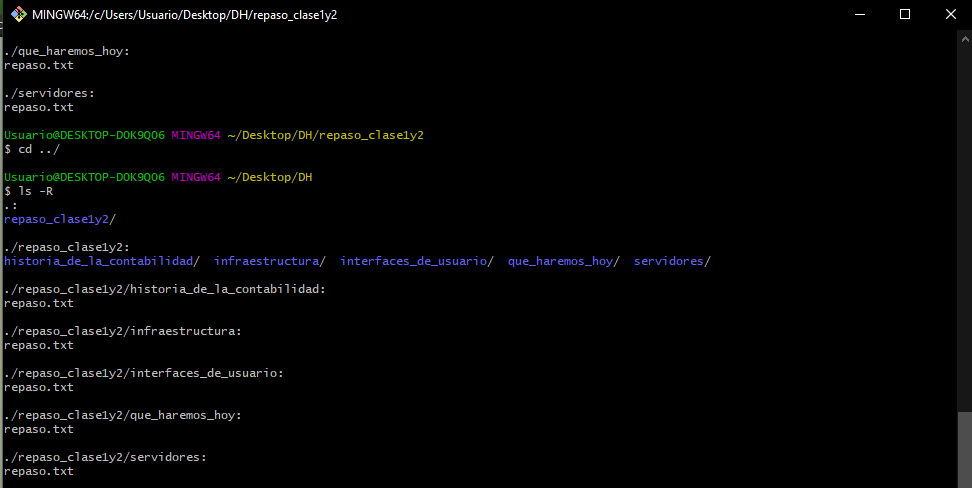 MINGW64:/c/Users/Usuario/Desktop/DH/repaso_clase1y2
./que_haremos_hoy:
repaso.txt
./servidores:
repaso.txt
Usuario@DESKTOP-DOK9QO6 MINGW64 ~/Desktop/DH/repaso_clase1y2
$ cd ../
Usuario@DESKTOP-DOK9QO6 MINGW64 ~/Desktop/DH
$ ls -R
.:
repaso_clase1y2/
./repaso_clase1y2:
historia_de_la_contabilidad/ infraestructura/ interfaces_de_usuario/ que_haremos_hoy/ servidores/
./repaso_clase1y2/historia_de_la_contabilidad:
repaso.txt
./repaso_clase1y2/infraestructura:
repaso.txt
./repaso_clase1y2/interfaces_de_usuario:
repaso.txt
./repaso_clase1y2/que_haremos_hoy:
repaso.txt
./repaso_clase1y2/servidores:
repaso.txt